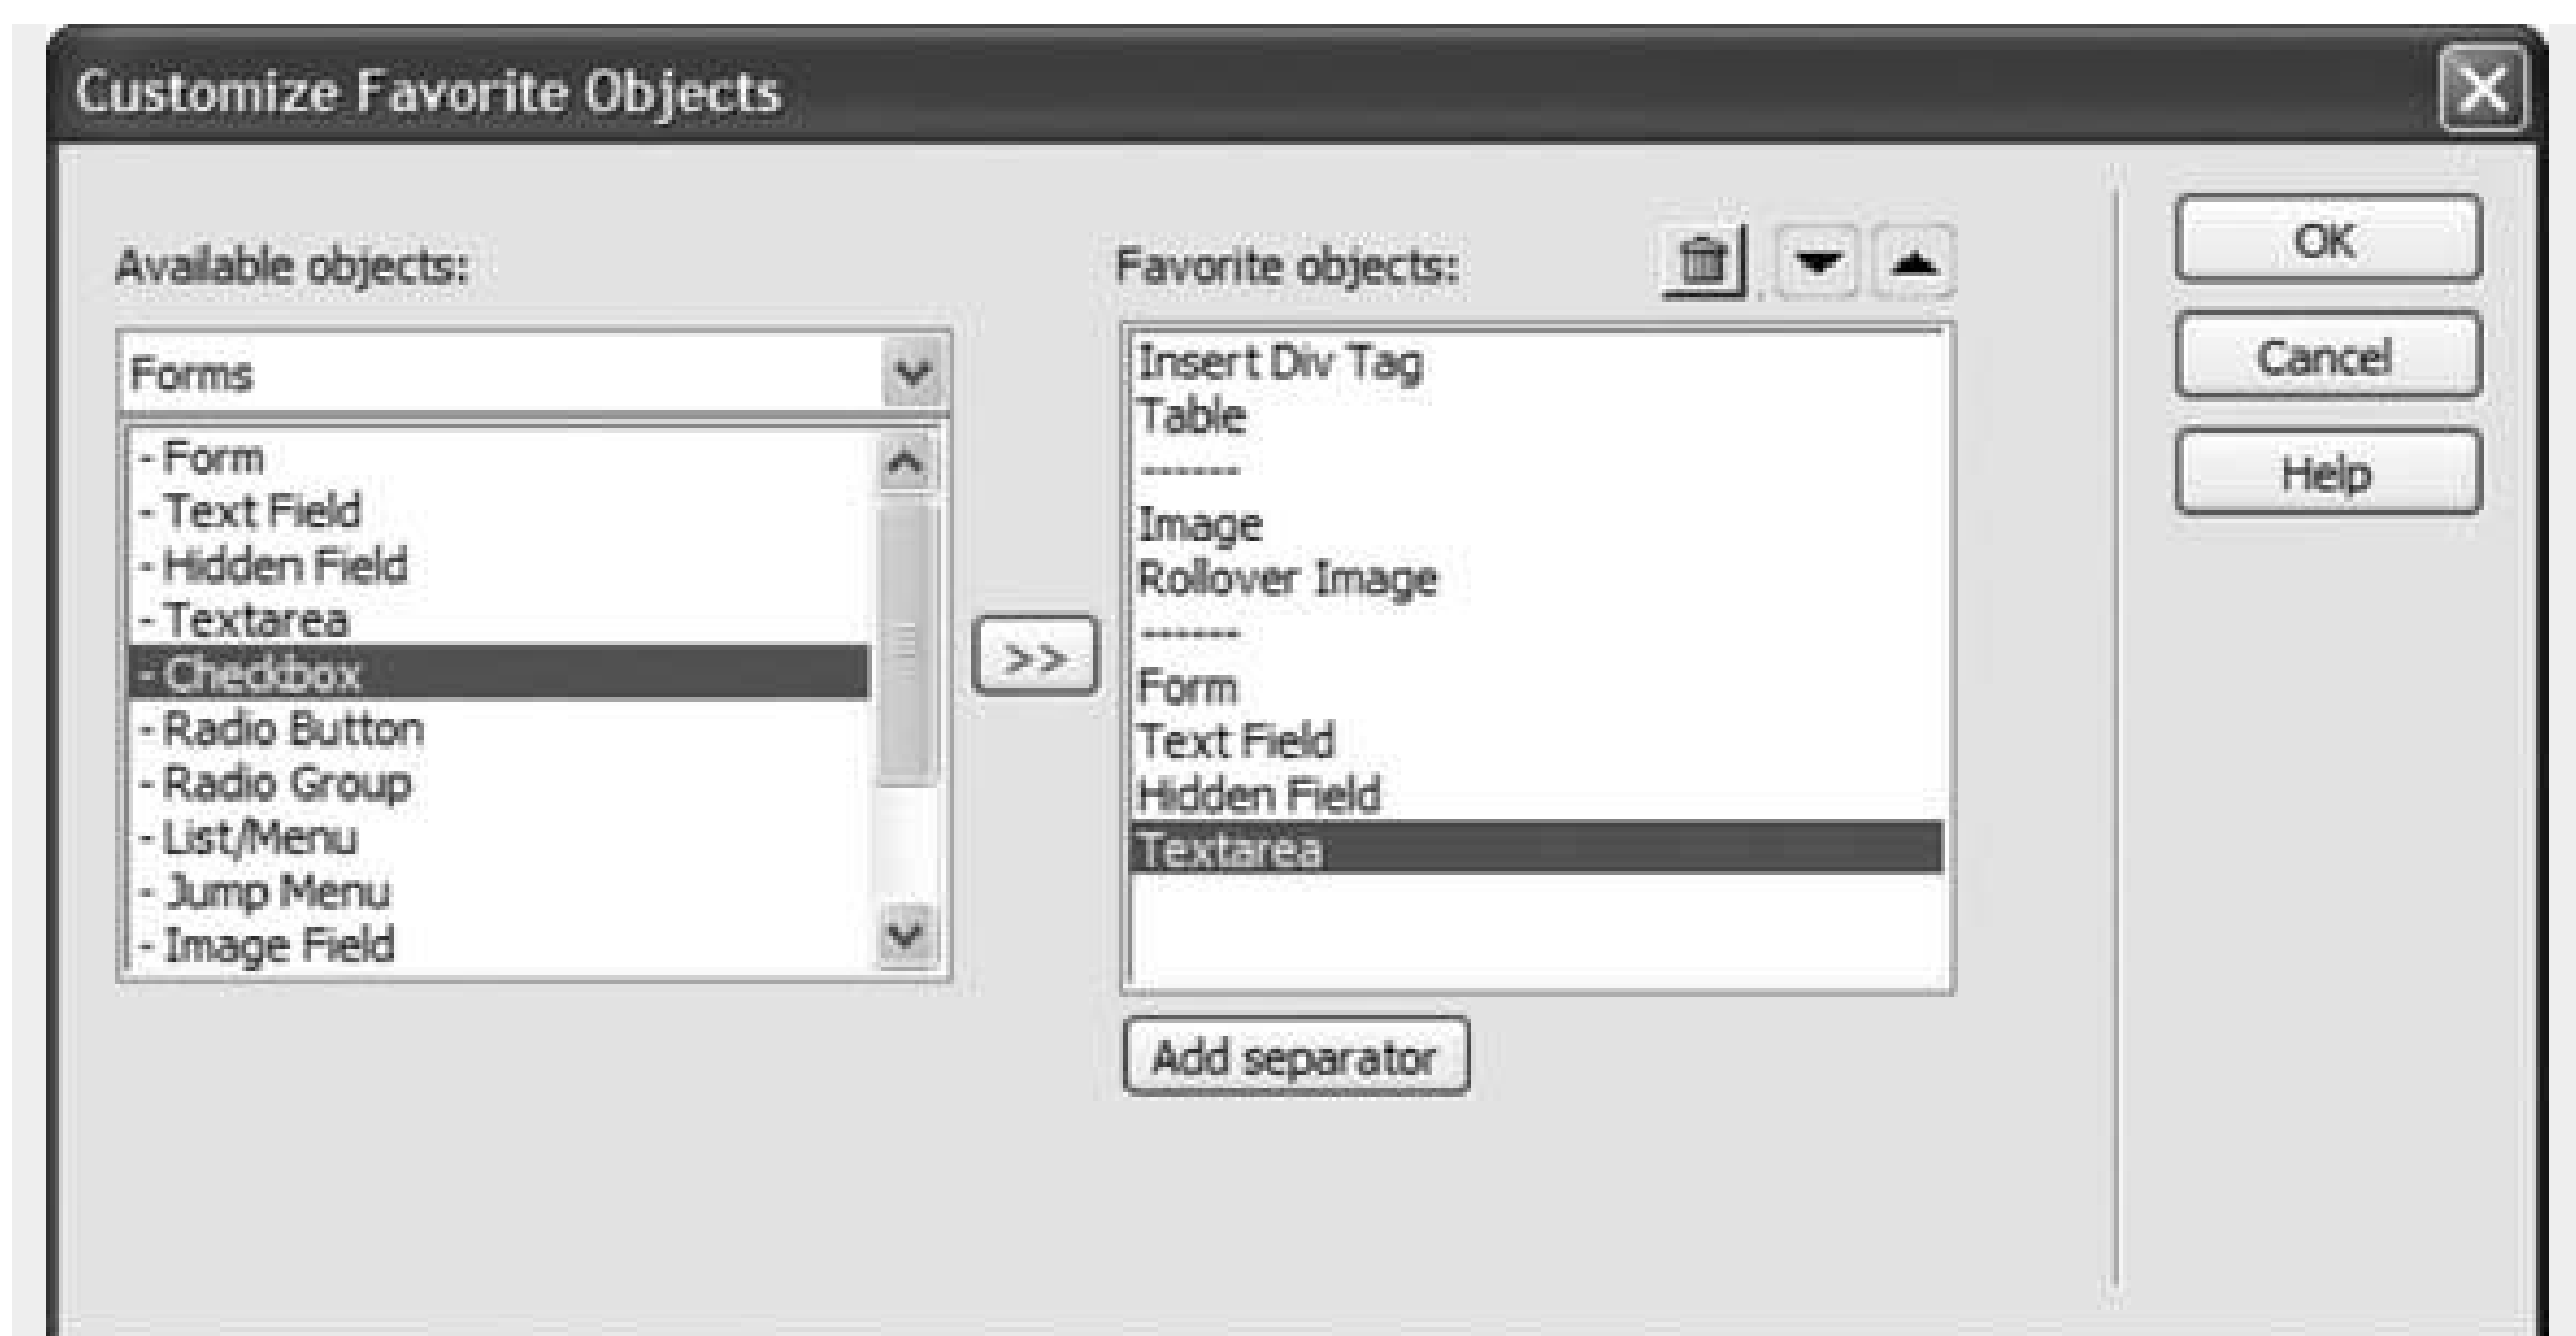 Customize Favorite Objects
Available objects:
Forms
- Form
- Text Field
- Hidden Field
- Textarea
- Checkbox
- Radio Button
- Radio Group
- List/Menu
- Jump Menu
- Image Field
>>
Favorite objects:
Insert Div Tag
Table
------
Image
Rollover Image
------
Form
Text Field
Hidden Field
Textarea
Add separator
OK
Cancel
Help